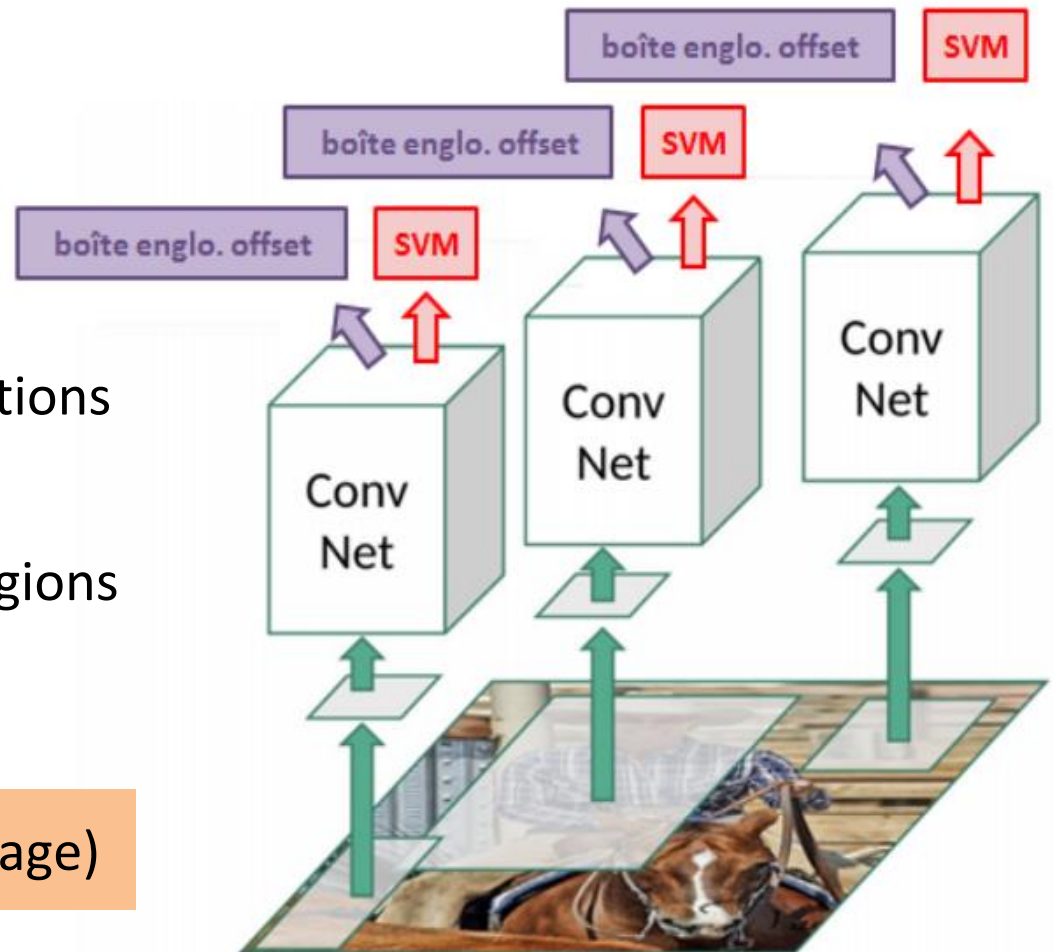 boîte englo. offset SVM
boîte englo. offset SVM
boîte englo. offset SVM
Conv
Net
Conv
Net
Conv
Net
tions
gions
age)